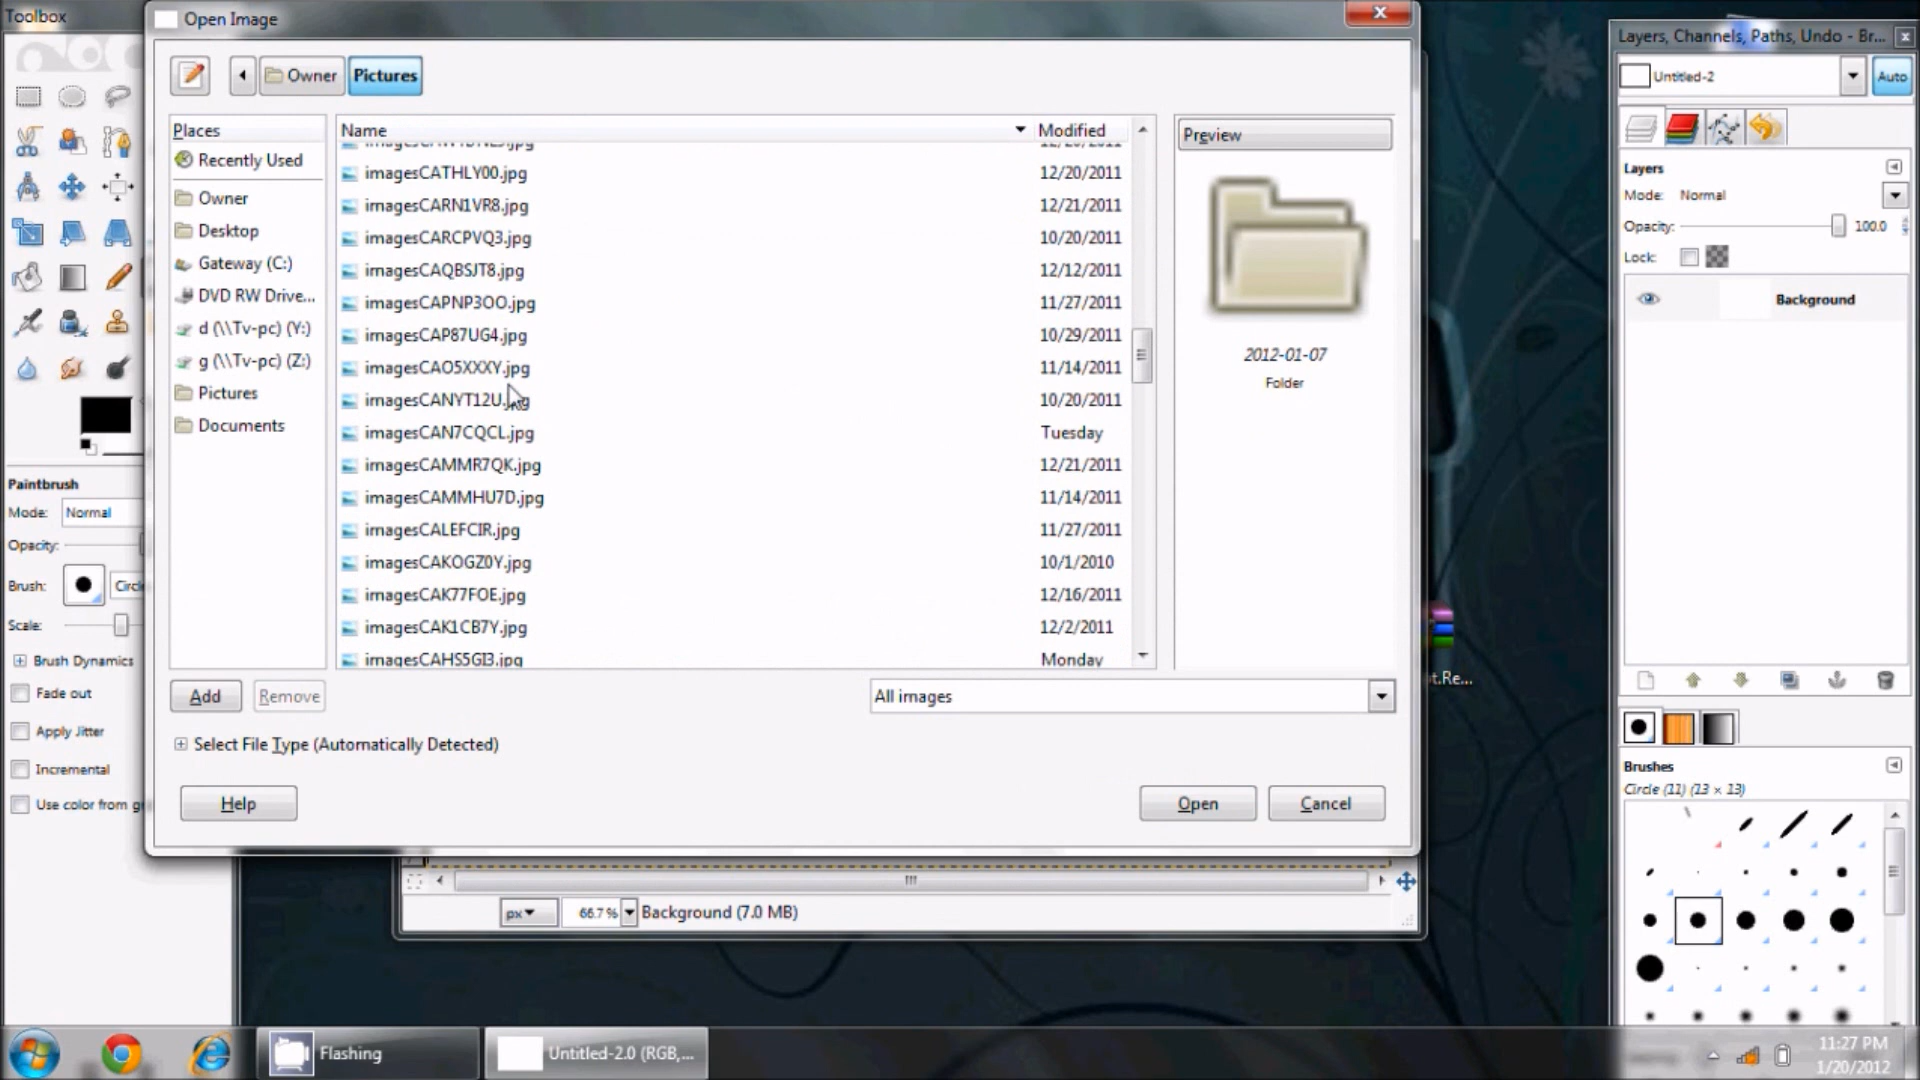 Toolbox
Open Image
Layers, Channels, Paths, Undo - Br...
Owner
Pictures
Untitled-2
Auto
Places
Name
Modified
Preview
Recently Used
Owner
Desktop
Gateway (C:)
DVD RW Drive...
d (\\Tv-pc) (Y:)
g (\\Tv-pc) (Z:)
Pictures
Documents
imagesCATHLY00.jpg 12/20/2011
imagesCARN1VR8.jpg 12/21/2011
imagesCARCPVQ3.jpg 10/20/2011
imagesCAQBSJT8.jpg 12/12/2011
imagesCAPNP3OO.jpg 11/27/2011
imagesCAP87UG4.jpg 10/29/2011
imagesCAO5XXXY.jpg 11/14/2011
imagesCANYT12U.jpg 10/20/2011
imagesCAN7CQCL.jpg Tuesday
imagesCAMMR7QK.jpg 12/21/2011
imagesCAMMHU7D.jpg 11/14/2011
imagesCALEFCIR.jpg 11/27/2011
imagesCAKOGZ0Y.jpg 10/1/2010
imagesCAK77FOE.jpg 12/16/2011
imagesCAK1CB7Y.jpg 12/2/2011
imagesCAHS5GI3.jpg Monday
2012-01-07
Folder
Layers
Mode: Normal
Opacity: 100.0
Lock:
Background
Paintbrush
Mode: Normal
Opacity:
Brush: Circle
Scale:
Brush Dynamics
Fade out
Apply Jitter
Incremental
Use color from g
Add
Remove
All images
Select File Type (Automatically Detected)
Help
Open
Cancel
t.Re...
Brushes
Circle (11) (13 × 13)
px
66.7%
Background (7.0 MB)
Flashing
Untitled-2.0 (RGB,...
11:27 PM
1/20/2012